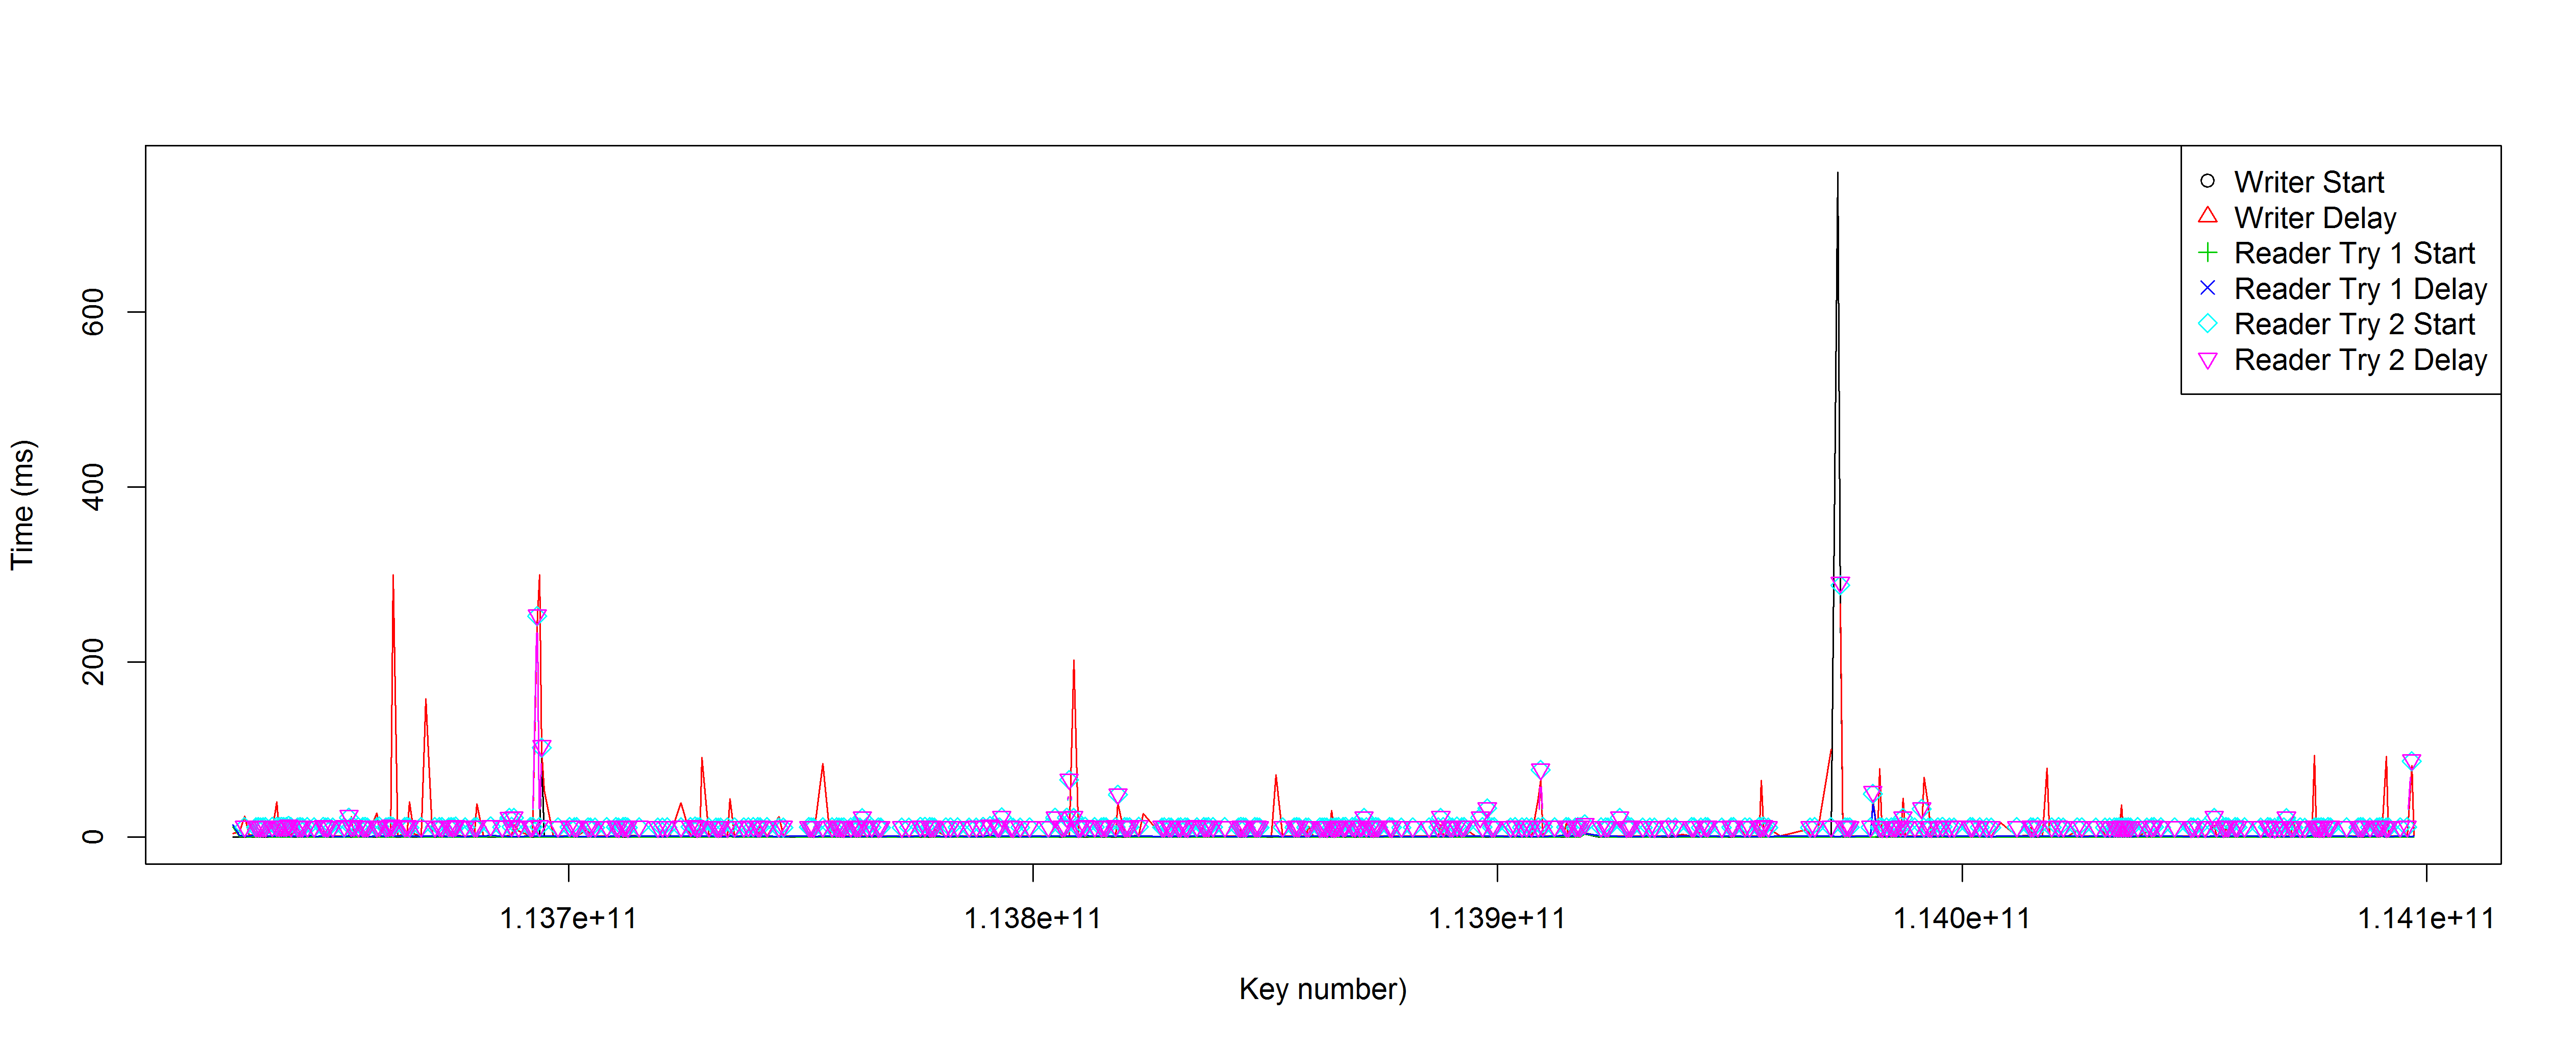 Writer Start
Writer Delay
Reader Try 1 Start
Reader Try 1 Delay
Reader Try 2 Start
Reader Try 2 Delay
Time (ms)
600
400
200
0
1.137e+11
1.138e+11
1.139e+11
1.140e+11
1.141e+11
Key number)